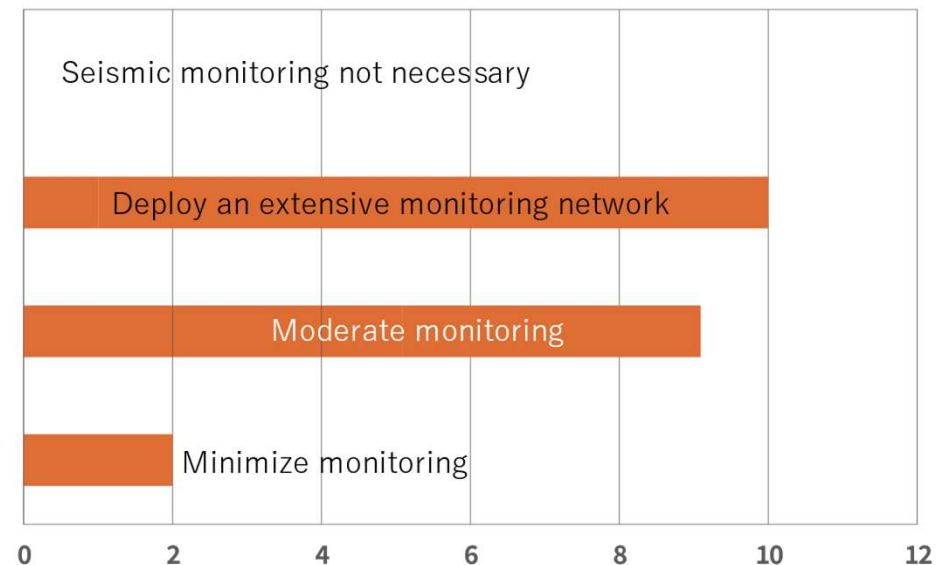 Seismic monitoring not necessary
Deploy an extensive monitoring network
Moderate monitoring
Minimize monitoring
0 2 4 6 8 10 12